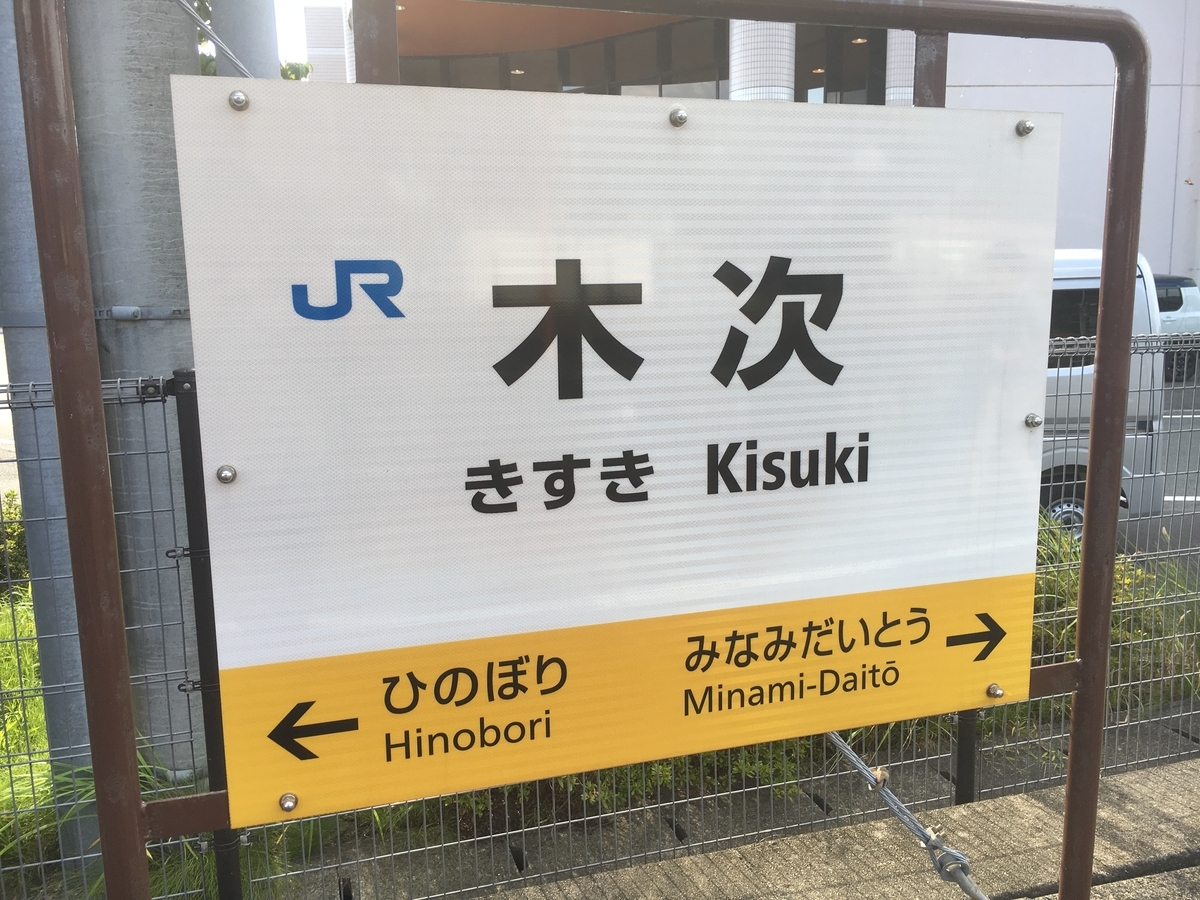 JR 木次
きすき Kisuki
← ひのぼり
Hinobori
みなみだいとう →
Minami-Daitō